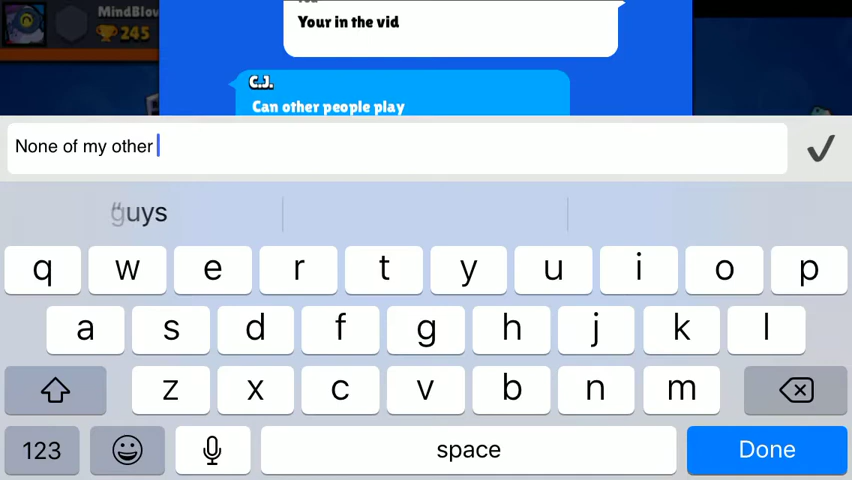 MindBlow
245
Your in the vid
C.J.
Can other people play
None of my other
guys
q w e r t y u i o p
a s d f g h j k l
z x c v b n m
123 space Done